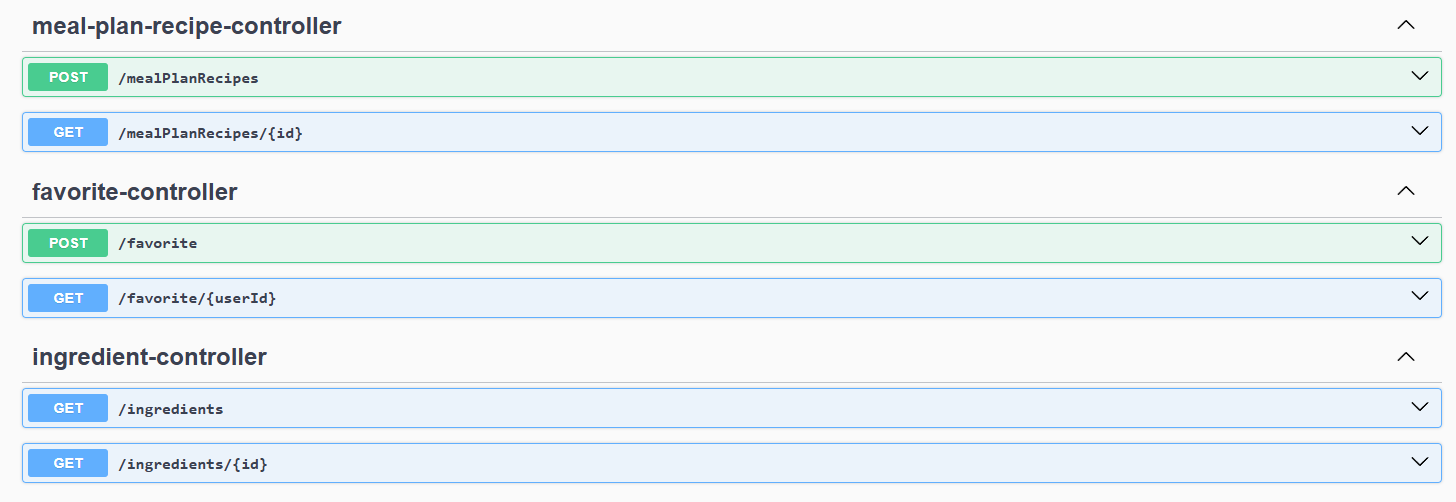 meal-plan-recipe-controller
POST /mealPlanRecipes
GET /mealPlanRecipes/{id}
favorite-controller
POST /favorite
GET /favorite/{userId}
ingredient-controller
GET /ingredients
GET /ingredients/{id}